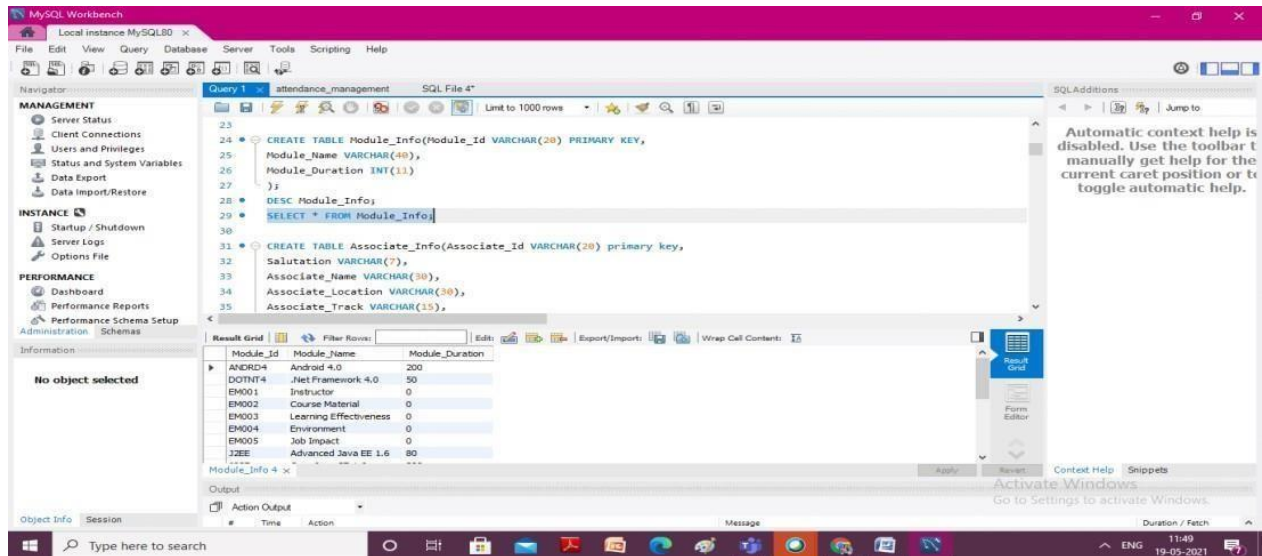 MySQL Workbench
Local instance MySQL80 ×
File Edit View Query Database Server Tools Scripting Help
Navigator
MANAGEMENT
Server Status
Client Connections
Users and Privileges
Status and System Variables
Data Export
Data Import/Restore
INSTANCE
Startup / Shutdown
Server Logs
Options File
PERFORMANCE
Dashboard
Performance Reports
Performance Schema Setup
Administration Schemas
Information
No object selected
Object Info Session
Query 1 × attendance_management SQL File 4*
Limit to 1000 rows
23
24 CREATE TABLE Module_Info(Module_Id VARCHAR(20) PRIMARY KEY,
25 Module_Name VARCHAR(40),
26 Module_Duration INT(11)
27 );
28 DESC Module_Info;
29 SELECT * FROM Module_Info;
30
31 CREATE TABLE Associate_Info(Associate_Id VARCHAR(20) primary key,
32 Salutation VARCHAR(7),
33 Associate_Name VARCHAR(30),
34 Associate_Location VARCHAR(30),
35 Associate_Track VARCHAR(15),
Result Grid Filter Rows: Edit: Export/Import: Wrap Cell Content:
Module_Id Module_Name Module_Duration
ANDRD4 Android 4.0 200
DOTNT4 .Net Framework 4.0 50
EM001 Instructor 0
EM002 Course Material 0
EM003 Learning Effectiveness 0
EM004 Environment 0
EM005 Job Impact 0
J2EE Advanced Java EE 1.6 80
Result Grid
Form Editor
Module_Info 4 ×
Apply Revert
Output
Action Output
# Time Action Message Duration / Fetch
SQLAdditions
Jump to
Automatic context help is
disabled. Use the toolbar t
manually get help for the
current caret position or to
toggle automatic help.
Context Help Snippets
Activate Windows
Go to Settings to activate Windows.
Type here to search
ENG
11:49
19-05-2021